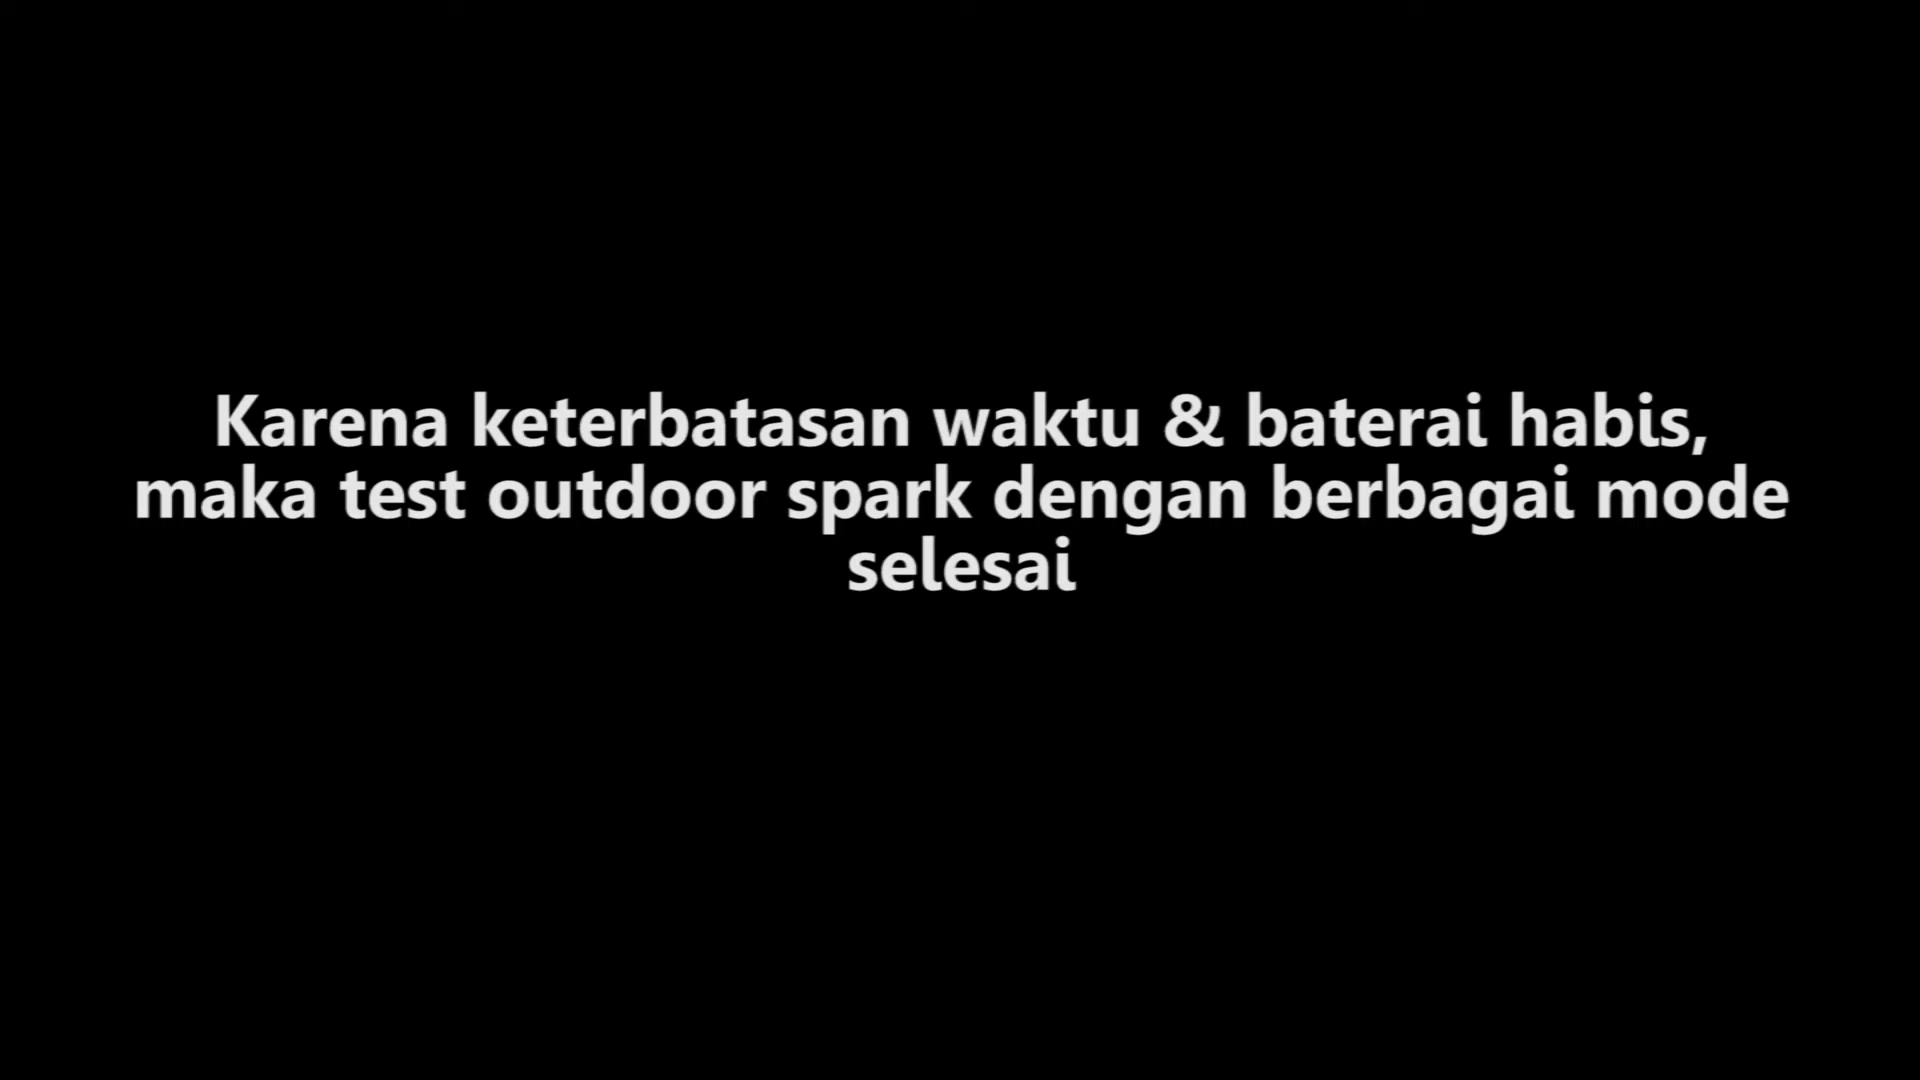 Karena keterbatasan waktu & baterai habis,
maka test outdoor spark dengan berbagai mode
selesai